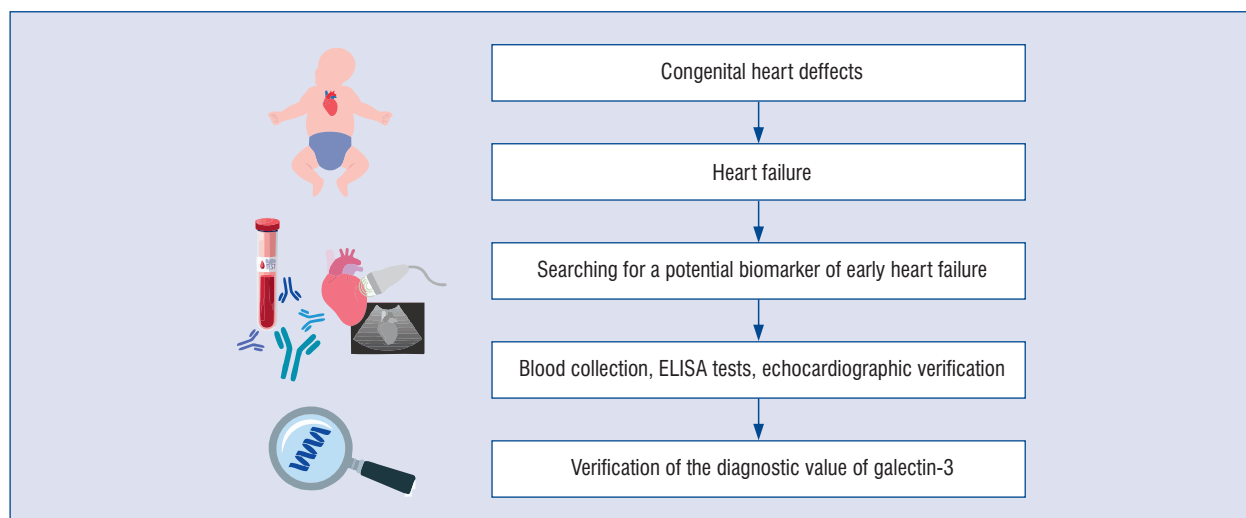 Congenital heart deffects
Heart failure
Searching for a potential biomarker of early heart failure
Blood collection, ELISA tests, echocardiographic verification
Verification of the diagnostic value of galectin-3